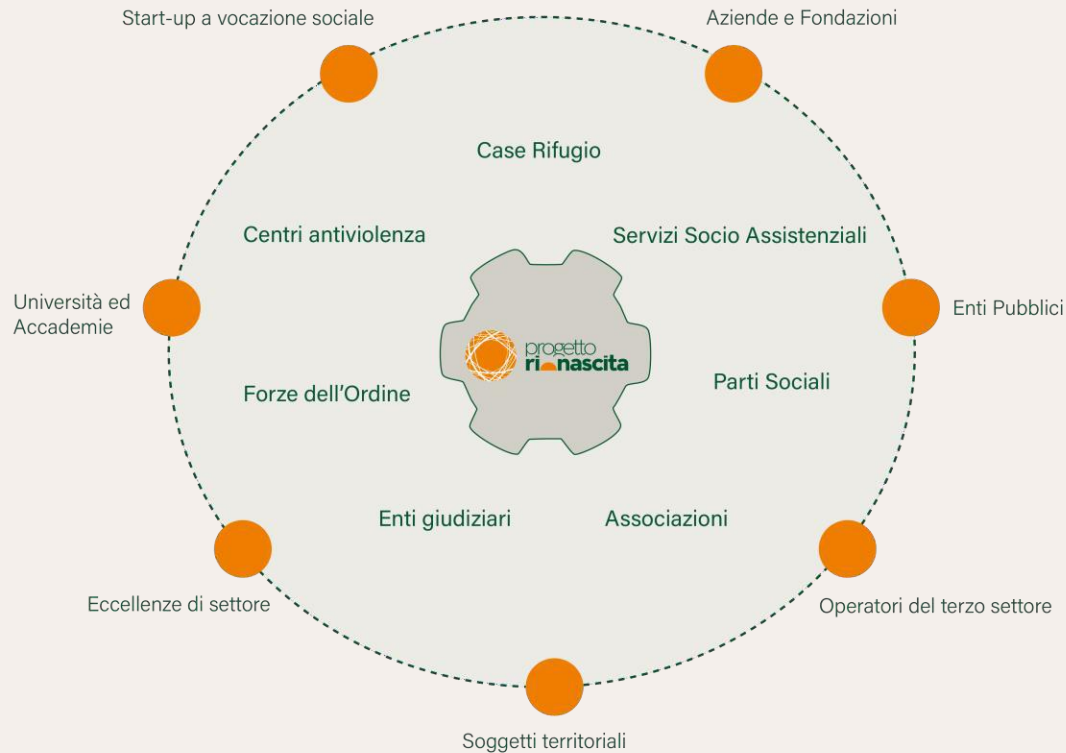 Start-up a vocazione sociale
Aziende e Fondazioni
Case Rifugio
Centri antiviolenza
Servizi Socio Assistenziali
Università ed
Accademie
Enti Pubblici
progetto
rinascita
Forze dell'Ordine
Parti Sociali
Enti giudiziari
Associazioni
Eccellenze di settore
Operatori del terzo settore
Soggetti territoriali